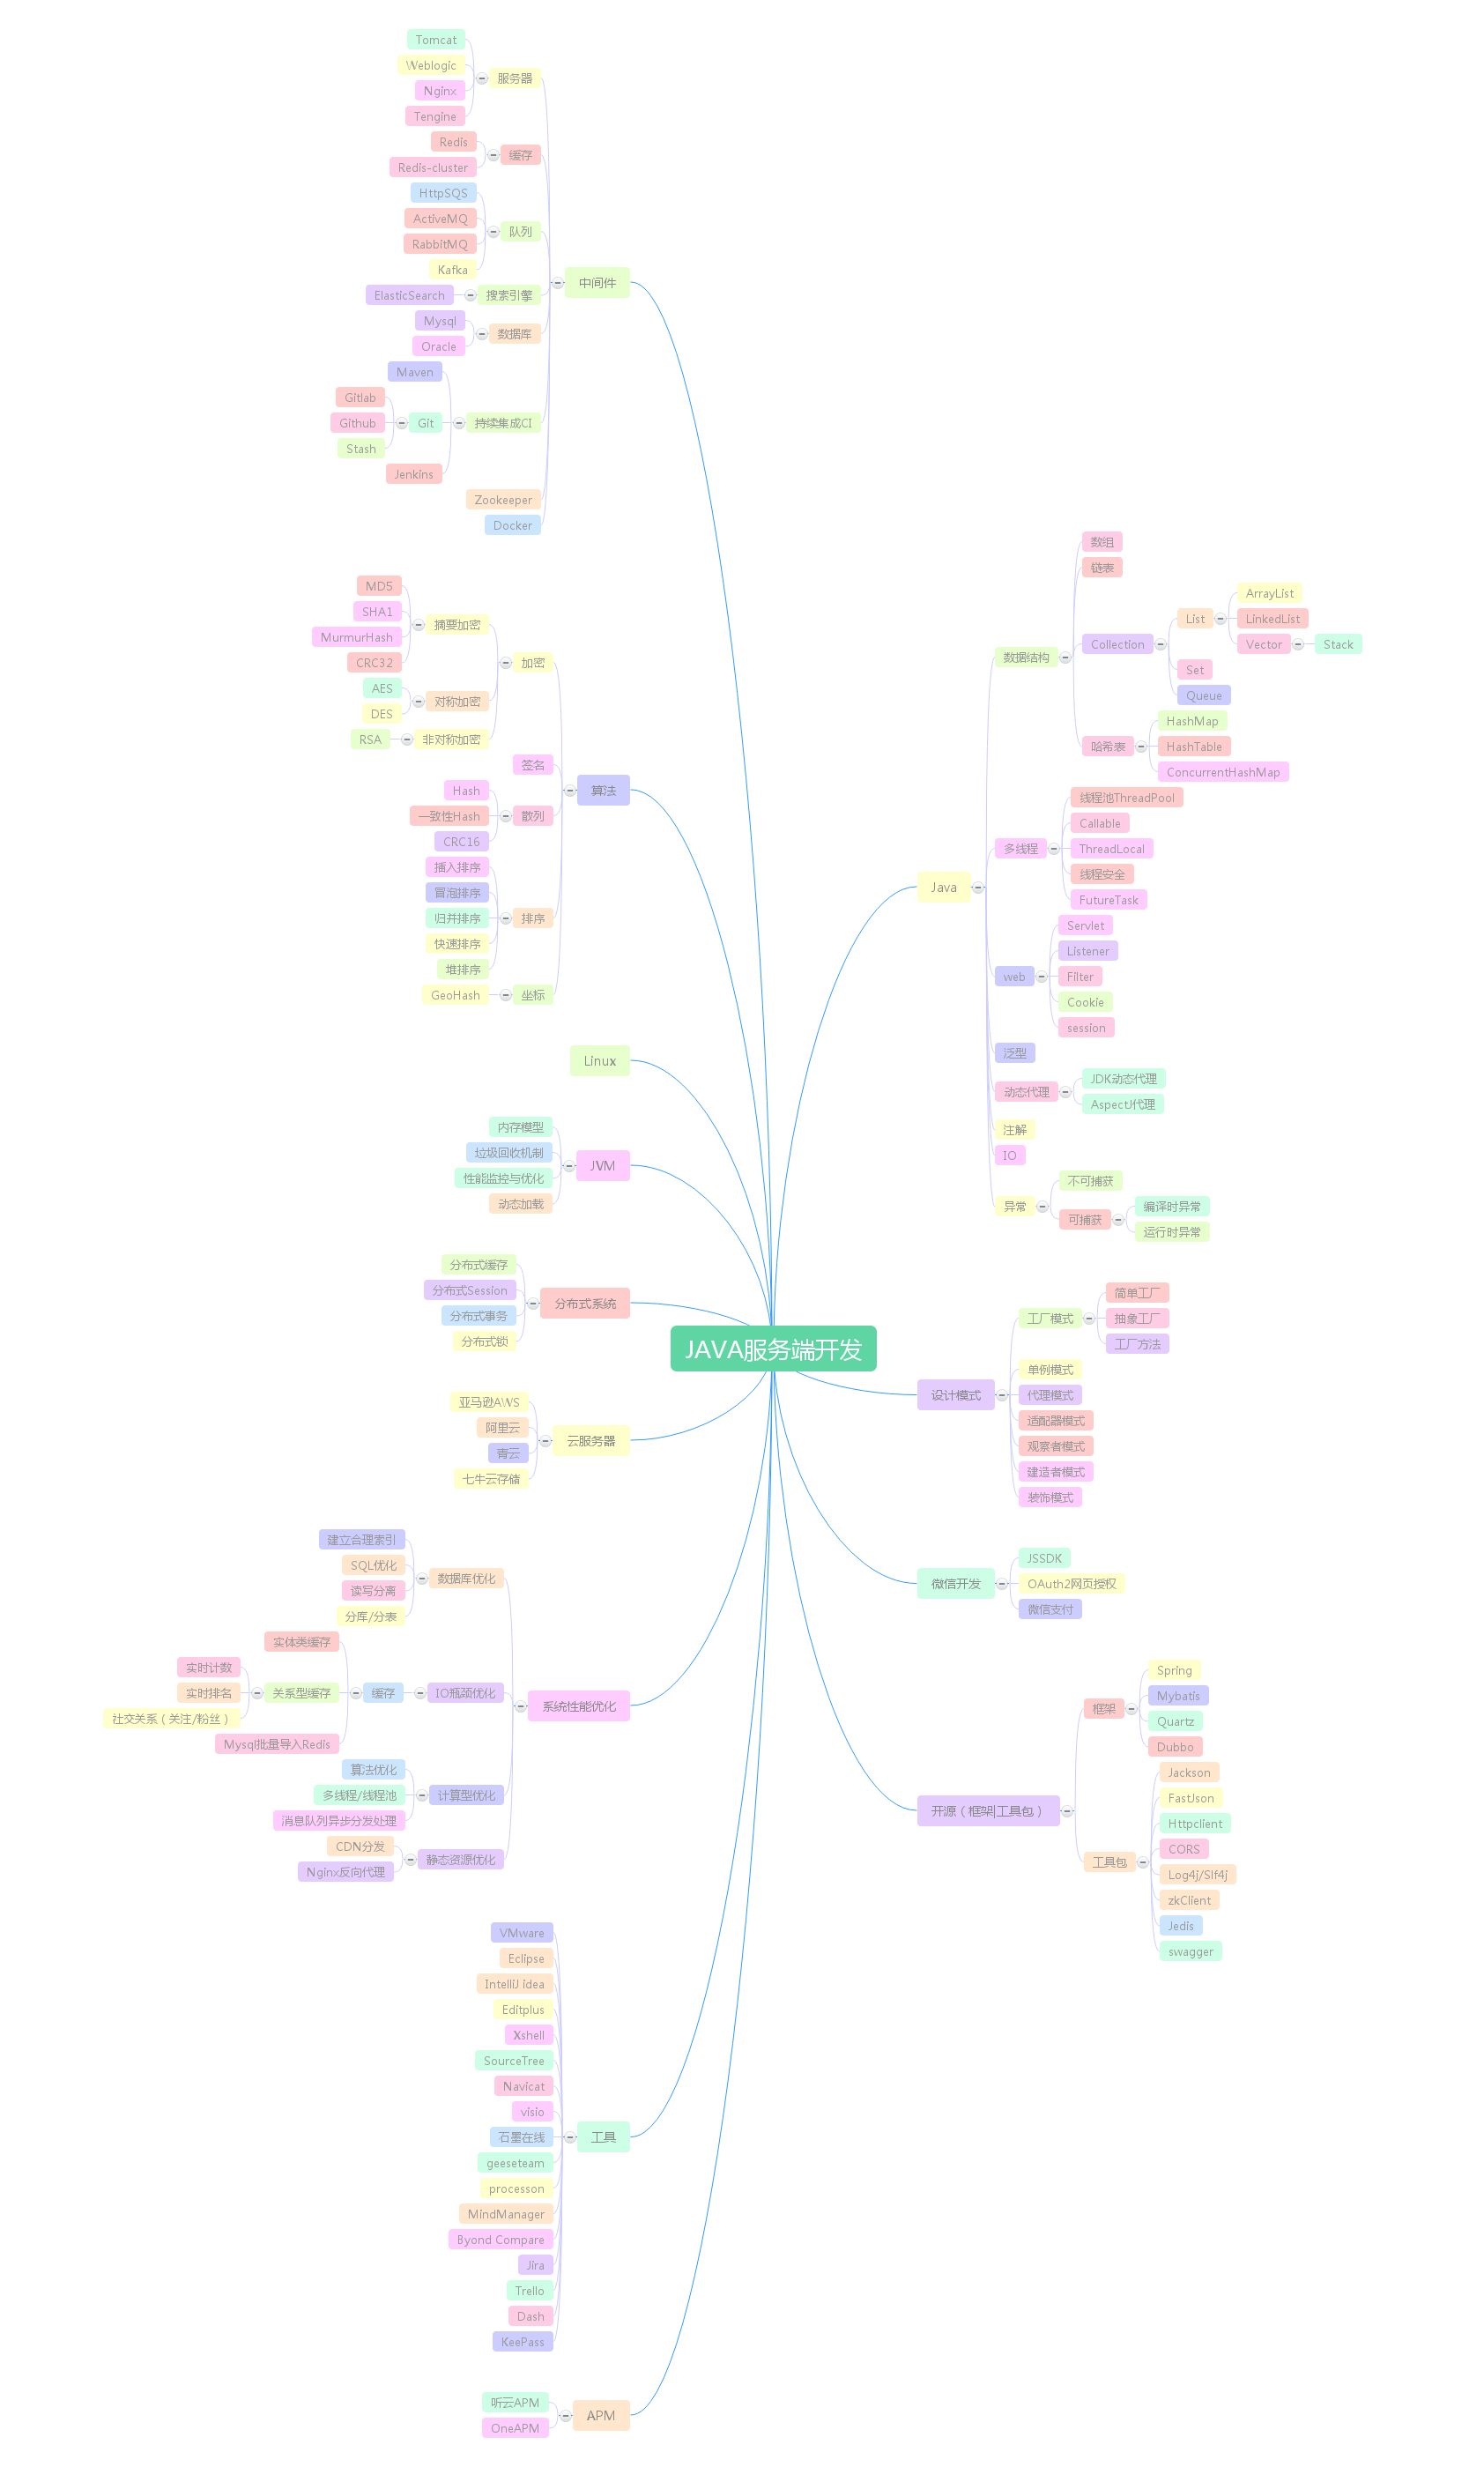 JAVA服务端开发
中间件
服务器
Tomcat
Weblogic
Nginx
Tengine
缓存
Redis
Redis-cluster
队列
HttpSQS
ActiveMQ
RabbitMQ
Kafka
搜索引擎
ElasticSearch
数据库
Mysql
Oracle
持续集成CI
Maven
Git
Gitlab
Github
Stash
Jenkins
Zookeeper
Docker
算法
加密
摘要加密
MD5
SHA1
MurmurHash
CRC32
对称加密
AES
DES
非对称加密
RSA
签名
散列
Hash
一致性Hash
CRC16
排序
插入排序
冒泡排序
归并排序
快速排序
堆排序
坐标
GeoHash
Linux
JVM
内存模型
垃圾回收机制
性能监控与优化
动态加载
分布式系统
分布式缓存
分布式Session
分布式事务
分布式锁
云服务器
亚马逊AWS
阿里云
青云
七牛云存储
系统性能优化
数据库优化
建立合理索引
SQL优化
读写分离
分库/分表
IO瓶颈优化
缓存
实体类缓存
关系型缓存
实时计数
实时排名
社交关系（关注/粉丝）
Mysql批量导入Redis
计算型优化
算法优化
多线程/线程池
消息队列异步分发处理
静态资源优化
CDN分发
Nginx反向代理
工具
VMware
Eclipse
IntelliJ idea
Editplus
Xshell
SourceTree
Navicat
visio
石墨在线
geeseteam
processon
MindManager
Byond Compare
Jira
Trello
Dash
KeePass
APM
听云APM
OneAPM
Java
数据结构
数组
链表
Collection
List
ArrayList
LinkedList
Vector
Stack
Set
Queue
哈希表
HashMap
HashTable
ConcurrentHashMap
多线程
线程池ThreadPool
Callable
ThreadLocal
线程安全
FutureTask
web
Servlet
Listener
Filter
Cookie
session
泛型
动态代理
JDK动态代理
AspectJ代理
注解
IO
异常
不可捕获
可捕获
编译时异常
运行时异常
设计模式
工厂模式
简单工厂
抽象工厂
工厂方法
单例模式
代理模式
适配器模式
观察者模式
建造者模式
装饰模式
微信开发
JSSDK
OAuth2网页授权
微信支付
开源（框架|工具包）
框架
Spring
Mybatis
Quartz
Dubbo
工具包
Jackson
FastJson
Httpclient
CORS
Log4j/Slf4j
zkClient
Jedis
swagger